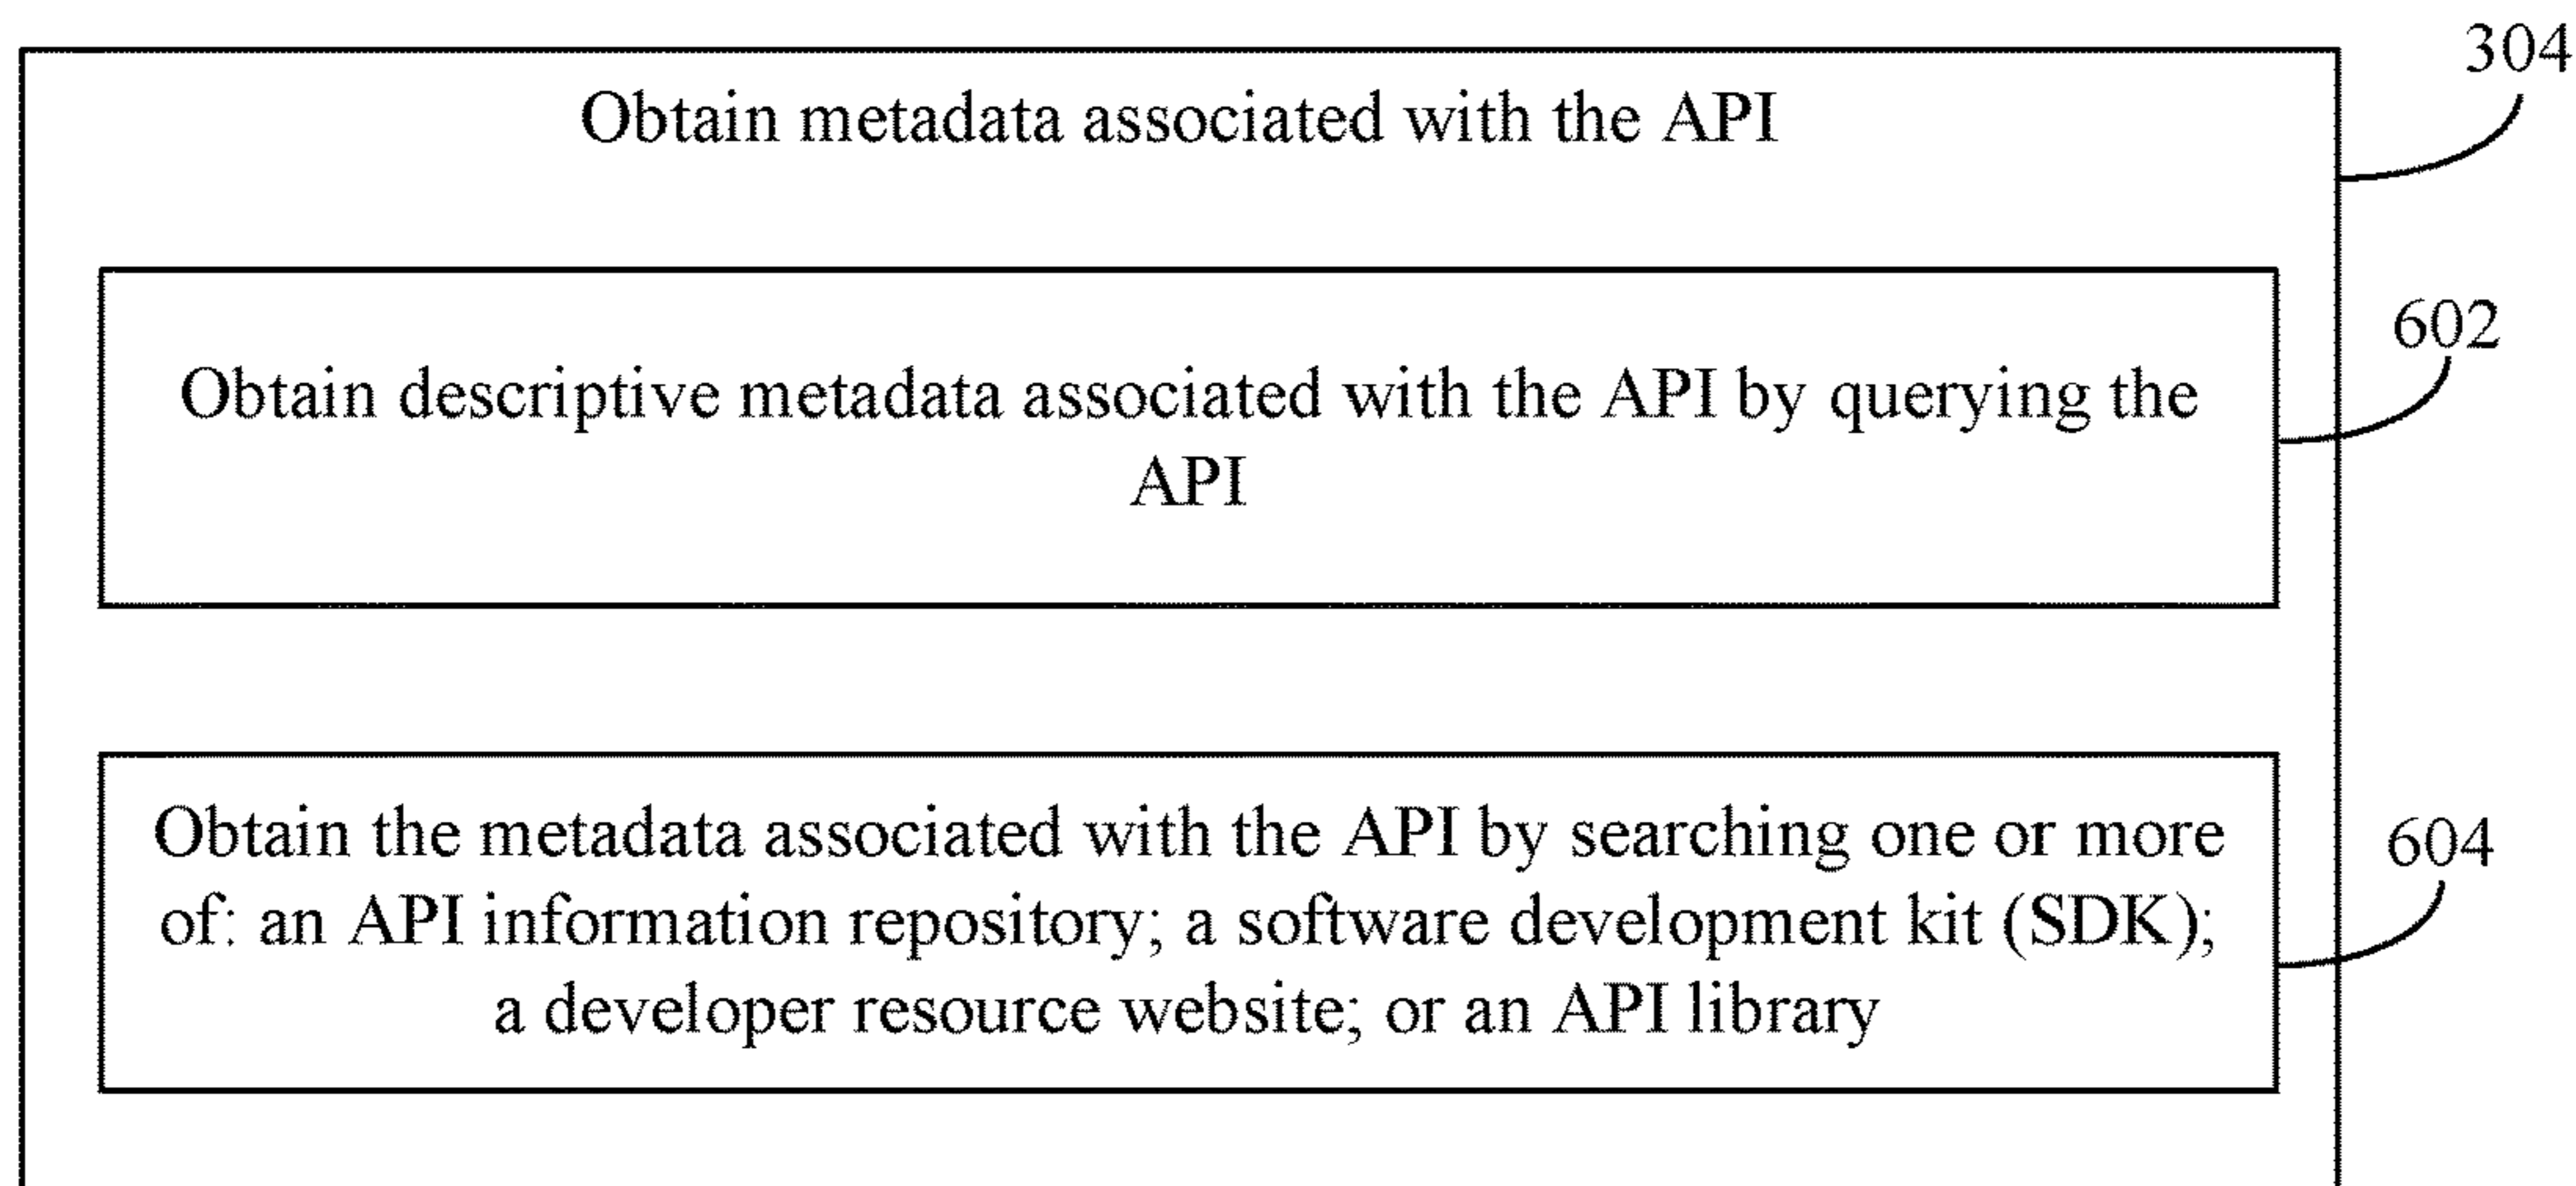 304
Obtain metadata associated with the API
602
Obtain descriptive metadata associated with the API by querying the
API
604
Obtain the metadata associated with the API by searching one or more
of: an API information repository; a software development kit (SDK);
a developer resource website; or an API library